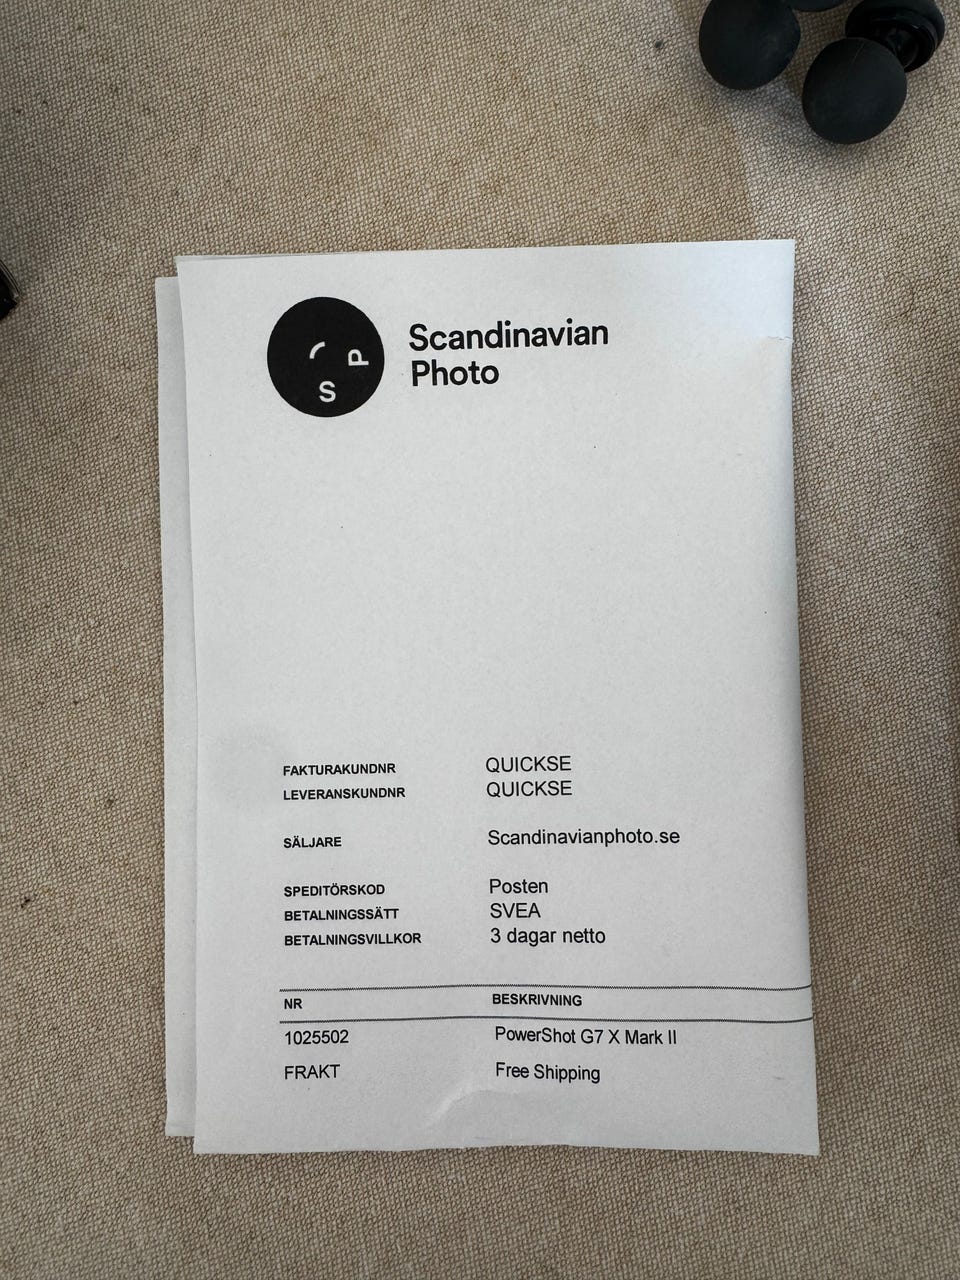 S P
Scandinavian
Photo
FAKTURAKUNDNR QUICKSE
LEVERANSKUNDNR QUICKSE
SÄLJARE Scandinavianphoto.se
SPEDITÖRSKOD Posten
BETALNINGSSÄTT SVEA
BETALNINGSVILLKOR 3 dagar netto
NR BESKRIVNING
1025502 PowerShot G7 X Mark II
FRAKT Free Shipping